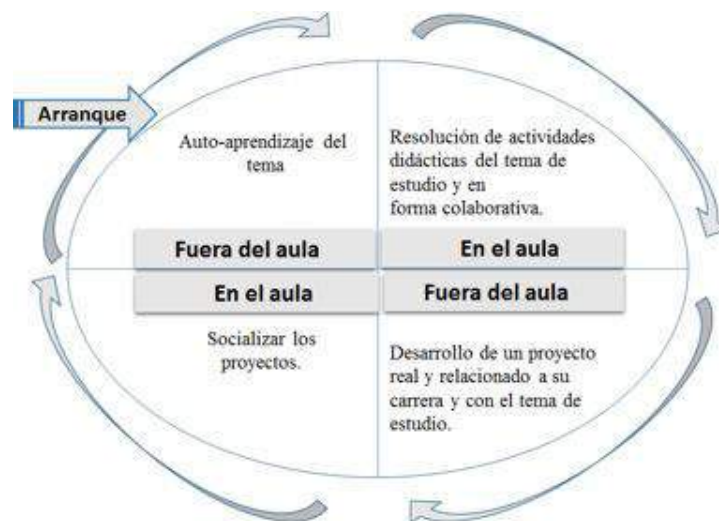 Arranque
Auto-aprendizaje del
tema
Resolución de actividades
didácticas del tema de
estudio y en
forma colaborativa.
Fuera del aula
En el aula
En el aula
Fuera del aula
Socializar los
proyectos.
Desarrollo de un proyecto
real y relacionado a su
carrera y con el tema de
estudio.